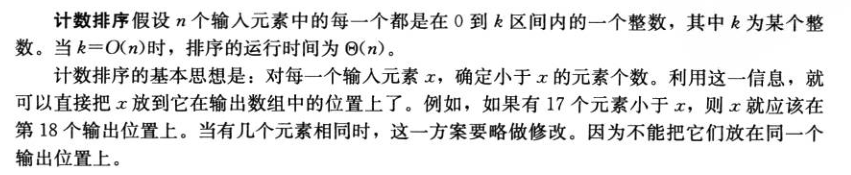 计数排序假设 n 个输入元素中的每一个都是在 0 到 k 区间内的一个整数，其中 k 为某个整
数。当 k=O(n)时，排序的运行时间为 Θ(n)。
计数排序的基本思想是：对每一个输入元素 x，确定小于 x 的元素个数。利用这一信息，就
可以直接把 x 放到它在输出数组中的位置上了。例如，如果有 17 个元素小于 x，则 x 就应该在
第 18 个输出位置上。当有几个元素相同时，这一方案要略做修改。因为不能把它们放在同一个
输出位置上。